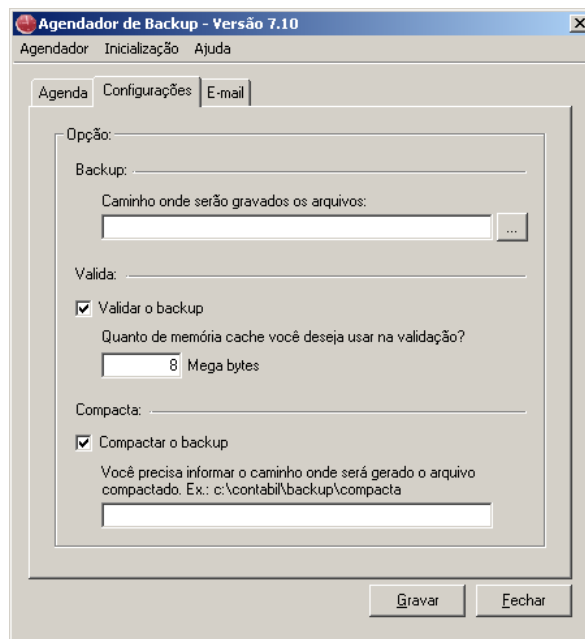 Agendador de Backup - Versão 7.10
Agendador Inicialização Ajuda
Agenda Configurações E-mail
Opção:
Backup:
Caminho onde serão gravados os arquivos:
...
Valida:
Validar o backup
Quanto de memória cache você deseja usar na validação?
8 Mega bytes
Compacta:
Compactar o backup
Você precisa informar o caminho onde será gerado o arquivo
compactado. Ex.: c:\contabil\backup\compacta
Gravar Fechar